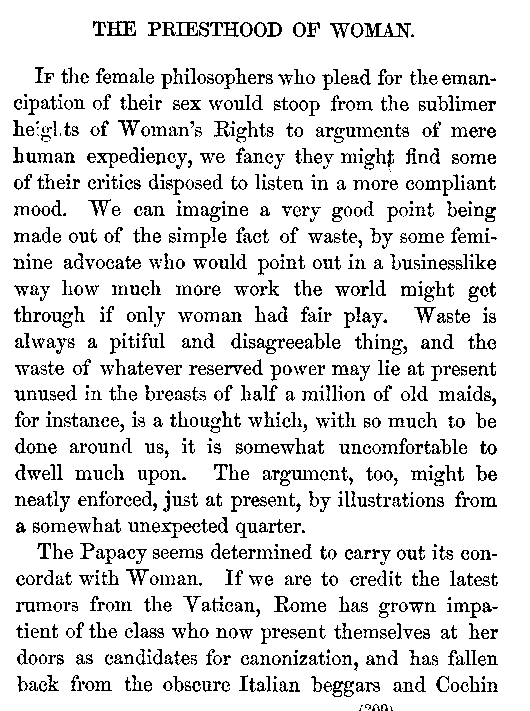 THE PRIESTHOOD OF WOMAN.
IF the female philosophers who plead for the eman-
cipation of their sex would stoop from the sublimer
heights of Woman's Rights to arguments of mere
human expediency, we fancy they might find some
of their critics disposed to listen in a more compliant
mood. We can imagine a very good point being
made out of the simple fact of waste, by some femi-
nine advocate who would point out in a businesslike
way how much more work the world might get
through if only woman had fair play. Waste is
always a pitiful and disagreeable thing, and the
waste of whatever reserved power may lie at present
unused in the breasts of half a million of old maids,
for instance, is a thought which, with so much to be
done around us, it is somewhat uncomfortable to
dwell much upon. The argument, too, might be
neatly enforced, just at present, by illustrations from
a somewhat unexpected quarter.
The Papacy seems determined to carry out its con-
cordat with Woman. If we are to credit the latest
rumors from the Vatican, Rome has grown impa-
tient of the class who now present themselves at her
doors as candidates for canonization, and has fallen
back from the obscure Italian beggars and Cochin